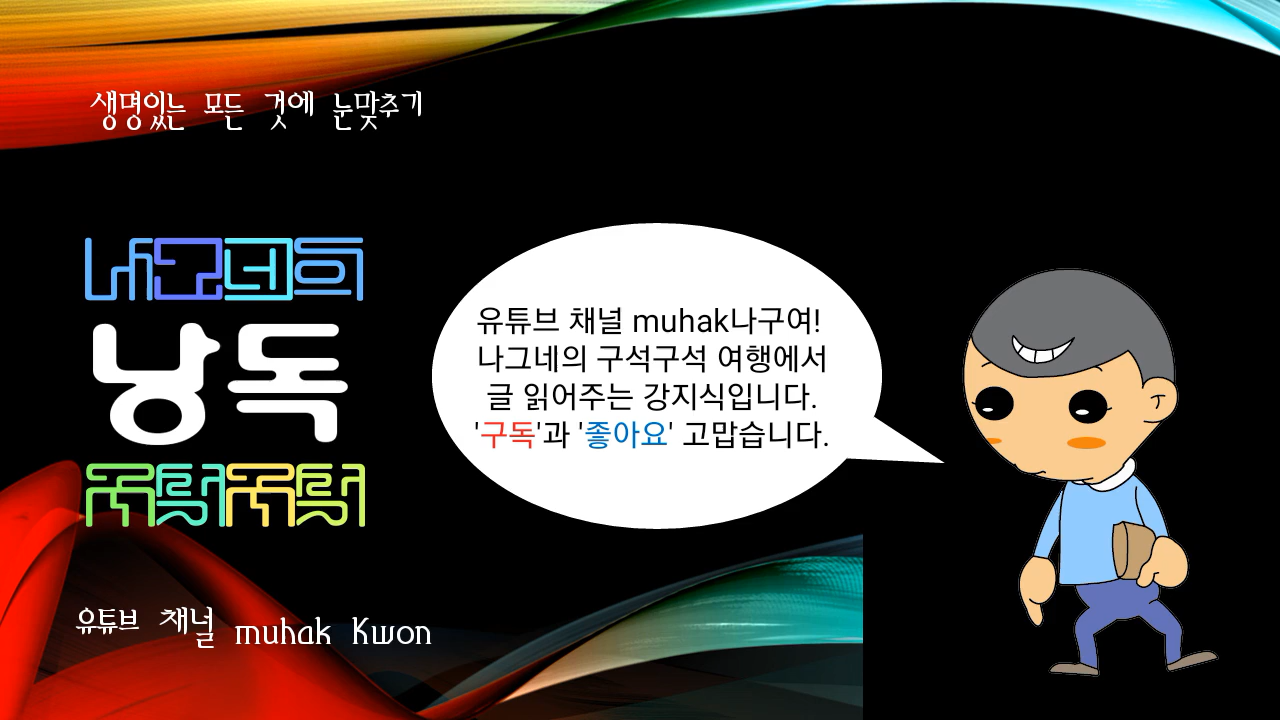 생명있는 모든 것에 눈맞추기
나그네의
낭독
구석구석
유튜브 채널 muhak나구여!
나그네의 구석구석 여행에서
글 읽어주는 강지식입니다.
'구독'과 '좋아요' 고맙습니다.
유튜브 채널 muhak Kwon